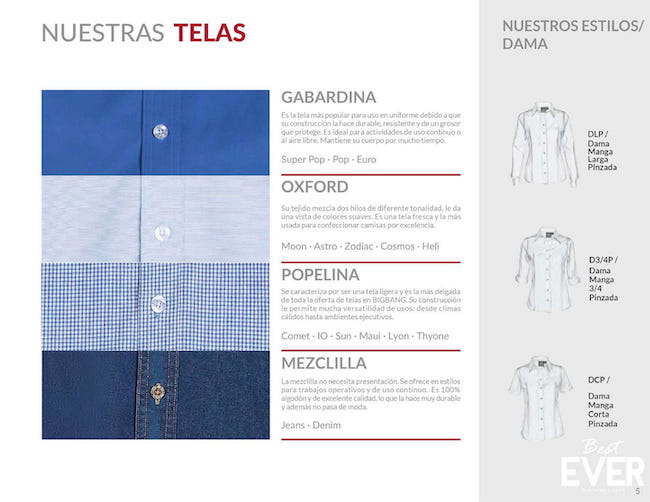 NUESTRAS TELAS
GABARDINA
Es la tela más popular para uso en uniforme debido a que
su construcción la hace durable, resistente y de un grosor
que protege. Es ideal para actividades de uso continuo o
al aire libre. Mantiene su cuerpo por mucho tiempo.
Super Pop · Pop · Euro
OXFORD
Su tejido mezcla dos hilos de diferente tonalidad, le da
una vista de colores suaves. Es una tela fresca y la más
usada para confeccionar camisas por excelencia.
Moon · Astro · Zodiac · Cosmos · Heli
POPELINA
Se caracteriza por ser una tela ligera y es la más delgada
de toda la oferta de telas en BIGBANG. Su construcción
le permite mucha versatilidad de usos: desde climas
cálidos hasta ambientes ejecutivos.
Comet · IO · Sun · Maui · Lyon · Thyone
MEZCLILLA
La mezclilla no necesita presentación. Se ofrece en estilos
para trabajos operativos y de uso continuo. Es 100%
algodón y de excelente calidad, lo que la hace muy durable
y además no pasa de moda.
Jeans · Denim
NUESTROS ESTILOS/
DAMA
DLP /
Dama
Manga
Larga
Pinzada
D3/4P /
Dama
Manga
3/4
Pinzada
DCP /
Dama
Manga
Corta
Pinzada
Best
EVER
5